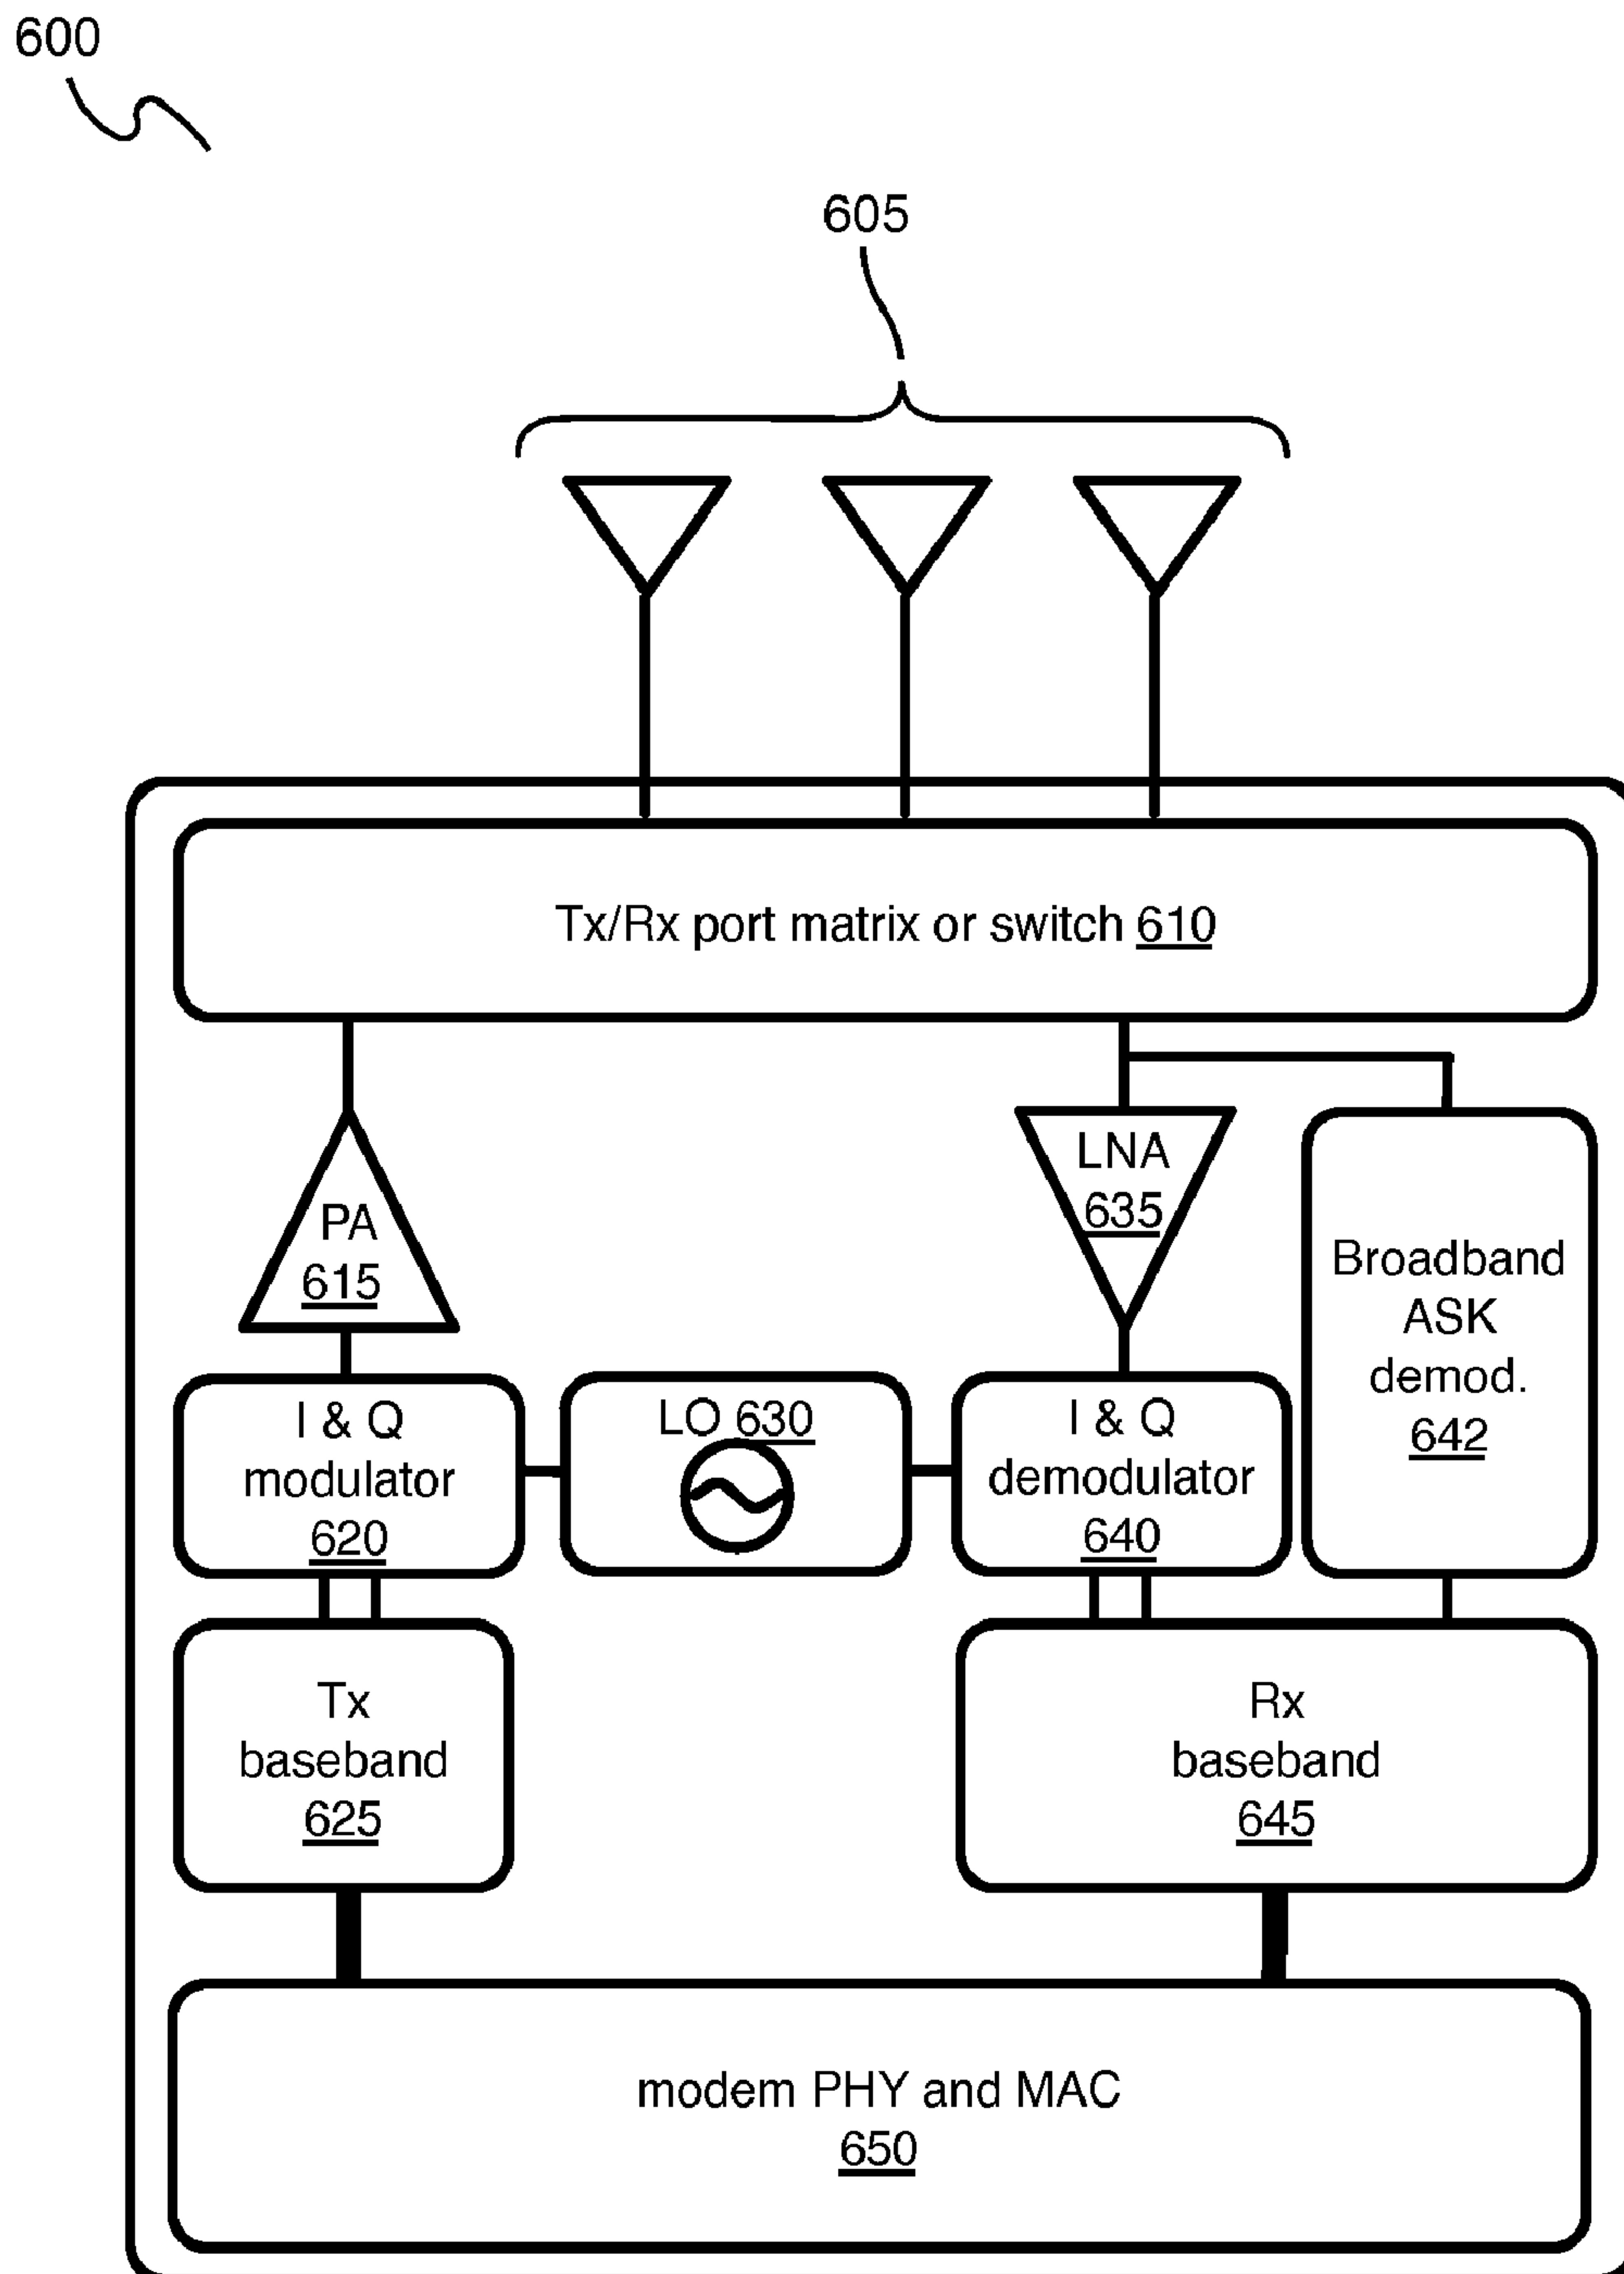 600
605
Tx/Rx port matrix or switch 610
PA
615
LNA
635
Broadband
ASK
demod.
642
I & Q
modulator
620
LO 630
I & Q
demodulator
640
Tx
baseband
625
Rx
baseband
645
modem PHY and MAC
650